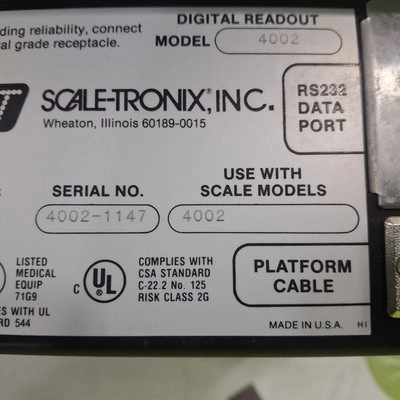 DIGITAL READOUT
ding reliability, connect
al grade receptacle.
MODEL 4002
SCALE-TRONIX, INC.®
Wheaton, Illinois 60189-0015
RS232
DATA
PORT
SERIAL NO.
4002-1147
USE WITH
SCALE MODELS
4002
LISTED
MEDICAL
EQUIP
71G9
C UL ®
COMPLIES WITH
CSA STANDARD
C-22.2 No. 125
RISK CLASS 2G
PLATFORM
CABLE
ES WITH UL
RD 544
MADE IN U.S.A. HI